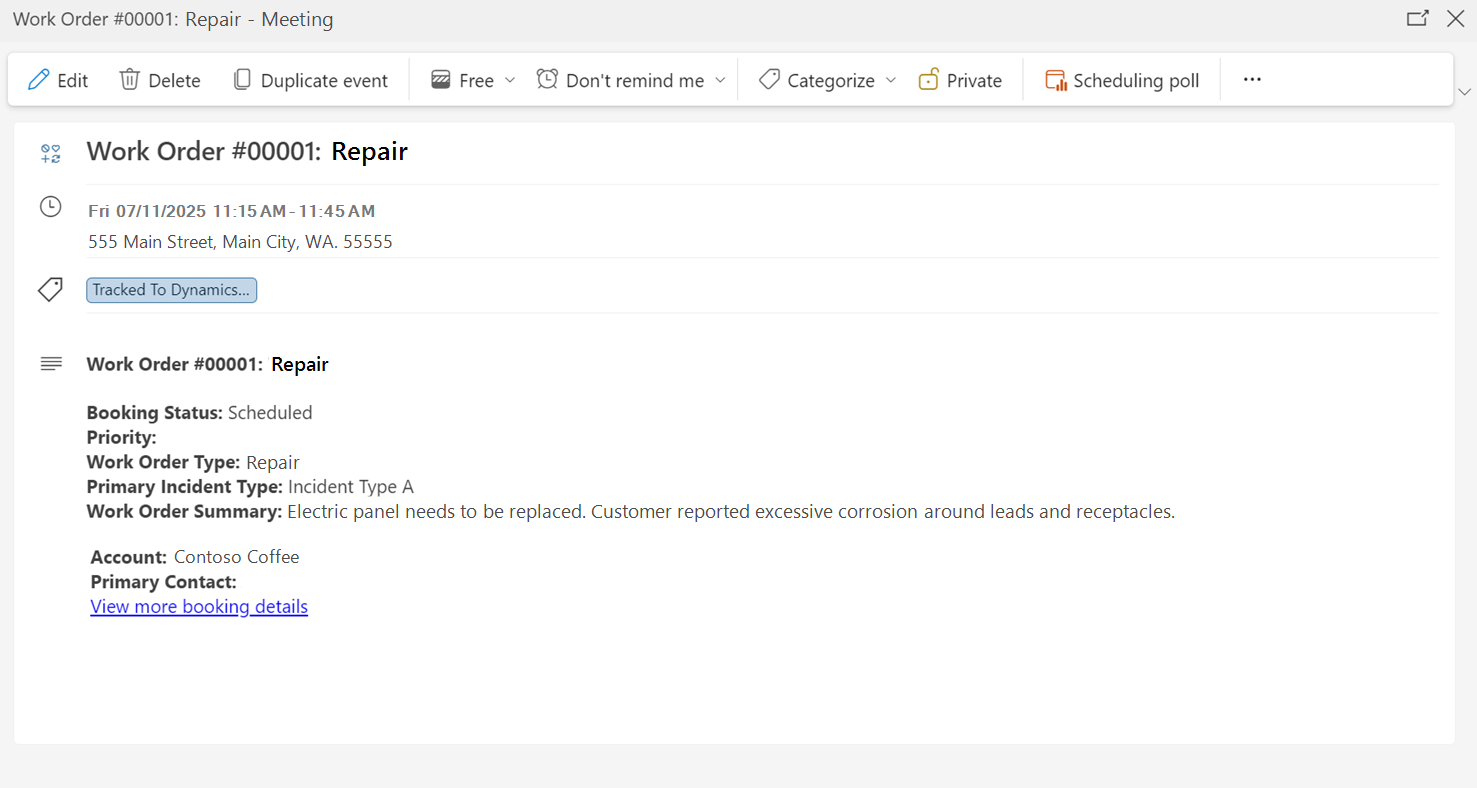 Work Order #00001: Repair - Meeting
Edit Delete Duplicate event Free Don't remind me Categorize Private Scheduling poll ...
Work Order #00001: Repair
Fri 07/11/2025 11:15 AM - 11:45 AM
555 Main Street, Main City, WA. 55555
Tracked To Dynamics...
Work Order #00001: Repair
Booking Status: Scheduled
Priority:
Work Order Type: Repair
Primary Incident Type: Incident Type A
Work Order Summary: Electric panel needs to be replaced. Customer reported excessive corrosion around leads and receptacles.
Account: Contoso Coffee
Primary Contact:
View more booking details